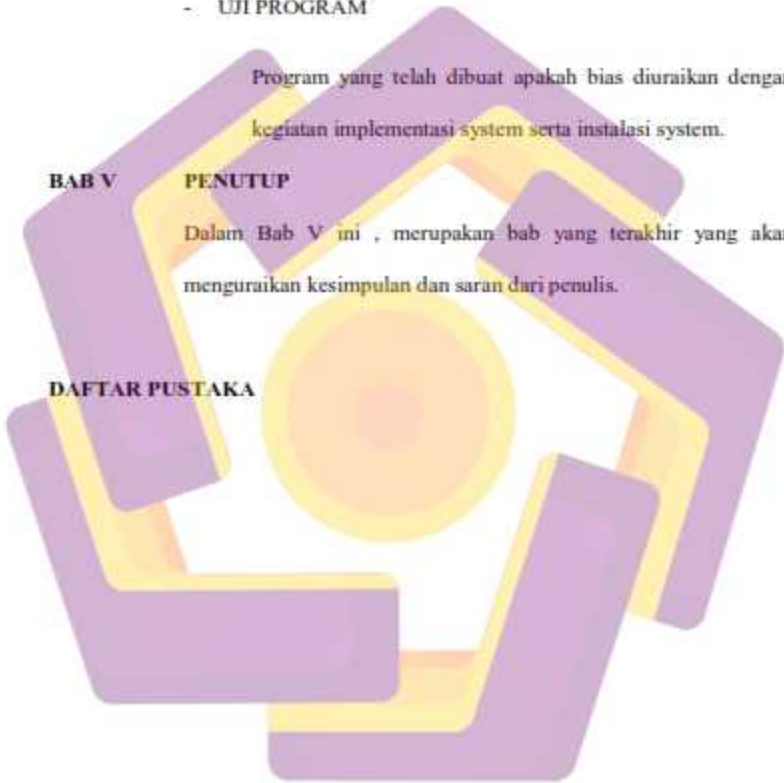 - UJI PROGRAM
Program yang telah dibuat apakah bias diuraikan dengan
kegiatan implementasi system serta instalasi system.
BAB V PENUTUP
Dalam Bab V ini , merupakan bab yang terakhir yang akan
menguraikan kesimpulan dan saran dari penulis.
DAFTAR PUSTAKA